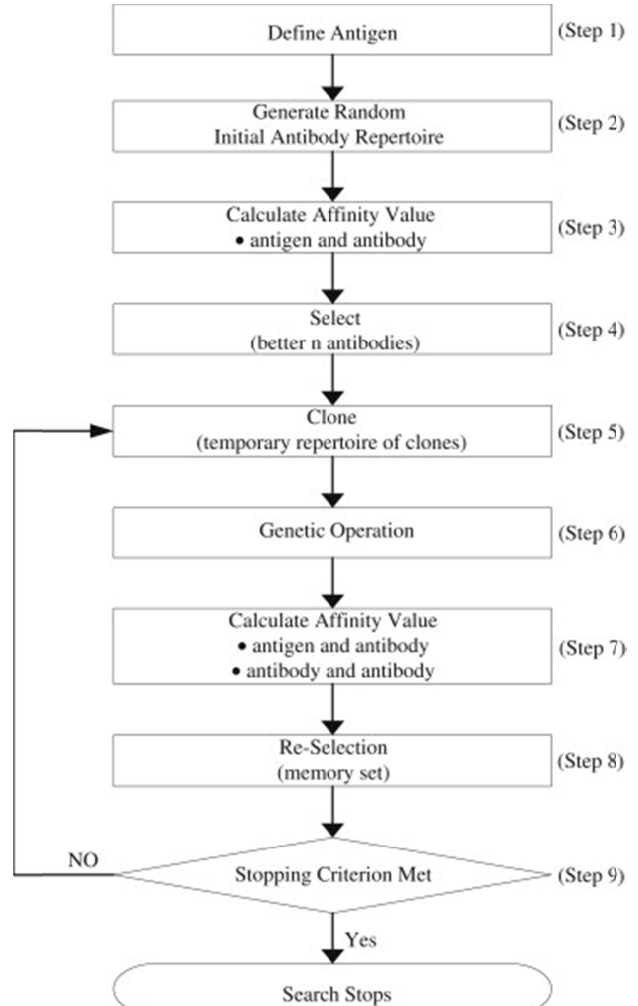 Define Antigen
(Step 1)
Generate Random
Initial Antibody Repertoire
(Step 2)
Calculate Affinity Value
• antigen and antibody
(Step 3)
Select
(better n antibodies)
(Step 4)
Clone
(temporary repertoire of clones)
(Step 5)
Genetic Operation
(Step 6)
Calculate Affinity Value
• antigen and antibody
• antibody and antibody
(Step 7)
Re-Selection
(memory set)
(Step 8)
NO
Stopping Criterion Met
(Step 9)
Yes
Search Stops